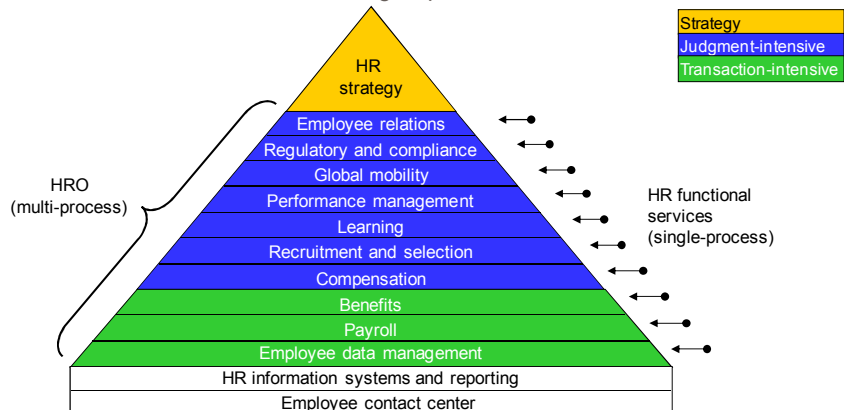 Strategy
Judgment-intensive
Transaction-intensive
HR
strategy
Employee relations
Regulatory and compliance
Global mobility
Performance management
Learning
Recruitment and selection
Compensation
Benefits
Payroll
Employee data management
HR information systems and reporting
Employee contact center
HRO
(multi-process)
HR functional
services
(single-process)